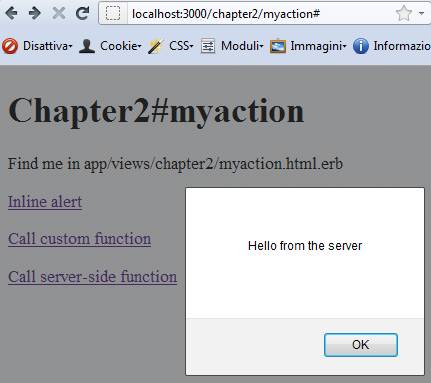 localhost:3000/chapter2/myaction#
Disattiva Cookie CSS Moduli Immagini Informazio
Chapter2#myaction
Find me in app/views/chapter2/myaction.html.erb
Inline alert
Call custom function
Call server-side function
Hello from the server
OK